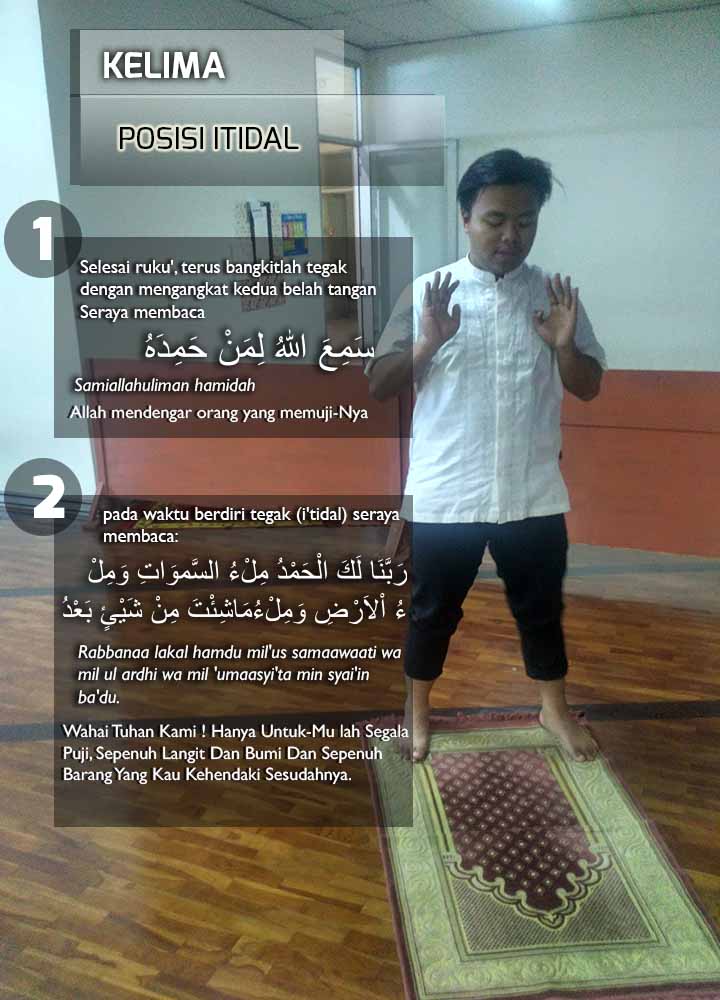 KELIMA
POSISI ITIDAL
1
Selesai ruku', terus bangkitlah tegak
dengan mengangkat kedua belah tangan
Seraya membaca
سَمِعَ اللهُ لِمَنْ حَمِدَهُ
Samiallahuliman hamidah
Allah mendengar orang yang memuji-Nya
2
pada waktu berdiri tegak (i'tidal) seraya
membaca:
رَبَّنَا لَكَ الْحَمْدُ مِلْءُ السَّموَاتِ وَمِلْ
ءُ اْلاَرْضِ وَمِلْءُمَاشِئْتَ مِنْ شَيْئٍ بَعْدُ
Rabbanaa lakal hamdu mil'us samaawaati wa
mil ul ardhi wa mil 'umaasyi'ta min syai'in
ba'du.
Wahai Tuhan Kami ! Hanya Untuk-Mu lah Segala
Puji, Sepenuh Langit Dan Bumi Dan Sepenuh
Barang Yang Kau Kehendaki Sesudahnya.